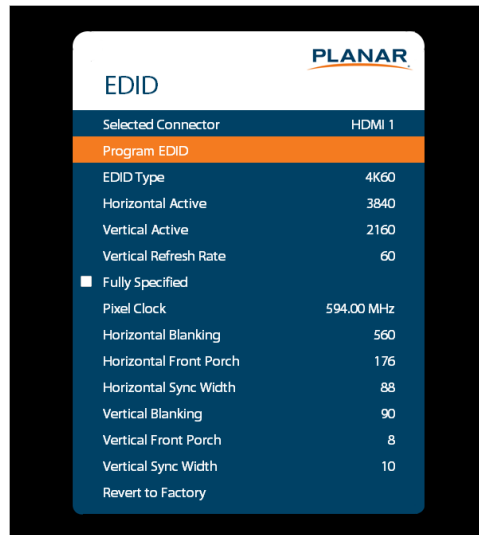 PLANAR
EDID
Selected Connector HDMI 1
Program EDID
EDID Type 4K60
Horizontal Active 3840
Vertical Active 2160
Vertical Refresh Rate 60
Fully Specified
Pixel Clock 594.00 MHz
Horizontal Blanking 560
Horizontal Front Porch 176
Horizontal Sync Width 88
Vertical Blanking 90
Vertical Front Porch 8
Vertical Sync Width 10
Revert to Factory